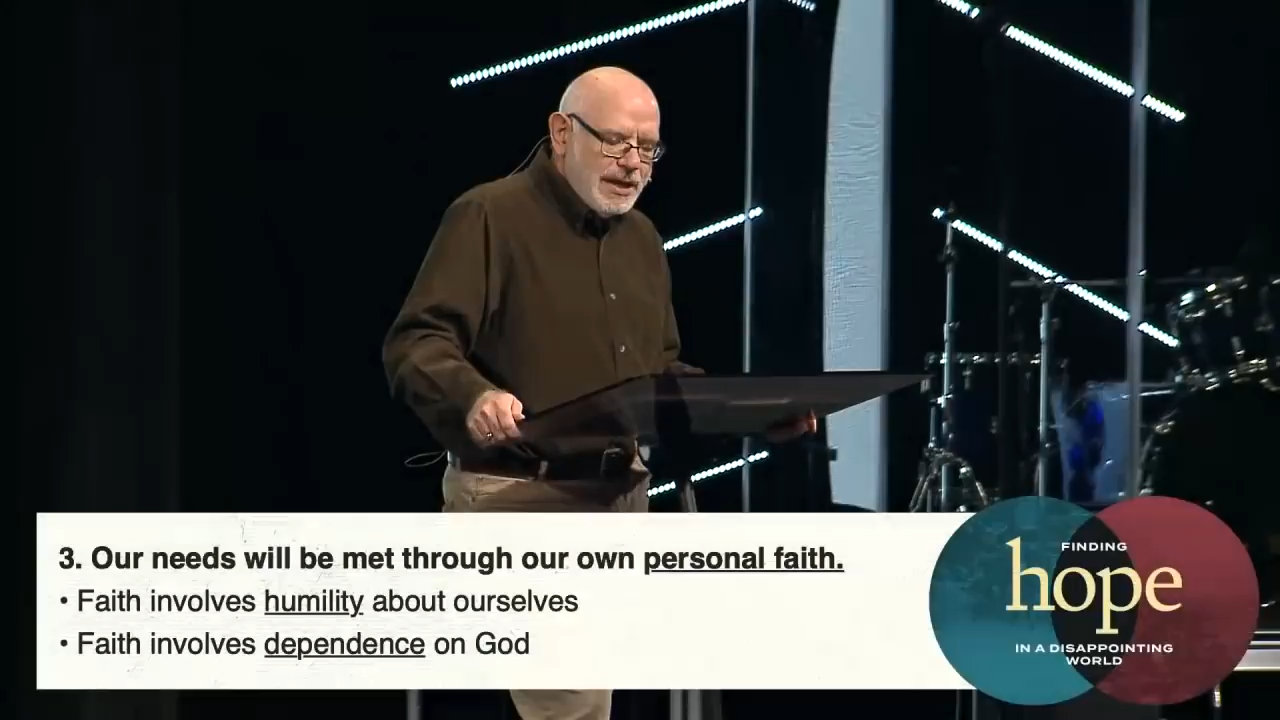 3. Our needs will be met through our own personal faith.
• Faith involves humility about ourselves
• Faith involves dependence on God
FINDING
hope
IN A DISAPPOINTING
WORLD